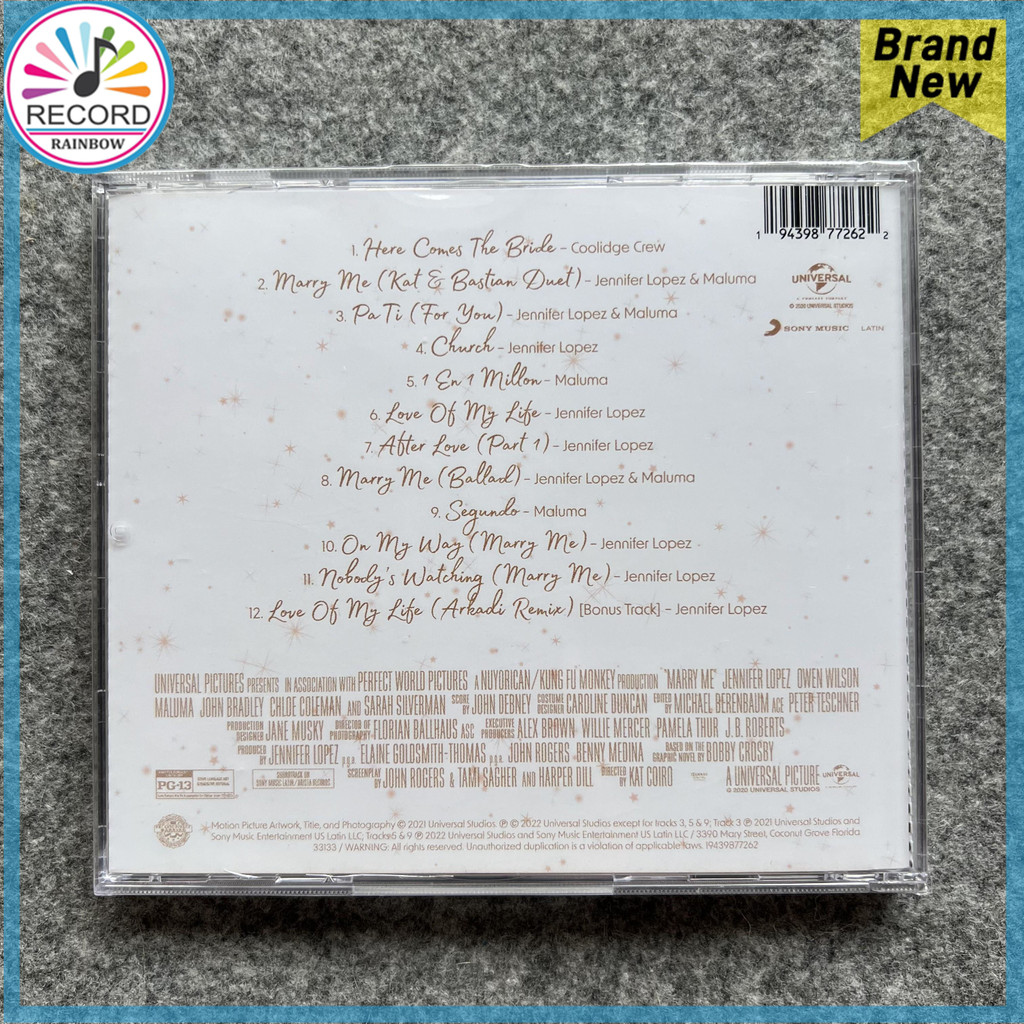 RECORD
RAINBOW
Brand
New
1 94398 77262 2
1. Here Comes The Bride – Coolidge Crew
2. Marry Me (Kat & Bastian Duet) – Jennifer Lopez & Maluma
UNIVERSAL
A COMCAST COMPANY
© 2020 UNIVERSAL STUDIOS
3. Pa Ti (For You) – Jennifer Lopez & Maluma
SONY MUSIC LATIN
4. Church – Jennifer Lopez
5. 1 En 1 Millon – Maluma
6. Love Of My Life – Jennifer Lopez
7. After Love (Part 1) – Jennifer Lopez
8. Marry Me (Ballad) – Jennifer Lopez & Maluma
9. Segundo – Maluma
10. On My Way (Marry Me) – Jennifer Lopez
11. Nobody's Watching (Marry Me) – Jennifer Lopez
12. Love Of My Life (Arkadi Remix) [Bonus Track] – Jennifer Lopez
UNIVERSAL PICTURES PRESENTS IN ASSOCIATION WITH PERFECT WORLD PICTURES A NUYORICAN/KUNG FU MONKEY PRODUCTION "MARRY ME" JENNIFER LOPEZ OWEN WILSON
MALUMA JOHN BRADLEY CHLOE COLEMAN AND SARAH SILVERMAN SCORE BY JOHN DEBNEY COSTUME DESIGNER CAROLINE DUNCAN EDITED BY MICHAEL BERENBAUM ACE PETER TESCHNER
PRODUCTION DESIGNER JANE MUSKY DIRECTOR OF PHOTOGRAPHY FLORIAN BALLHAUS ASC EXECUTIVE PRODUCERS ALEX BROWN WILLIE MERCER PAMELA THUR J.B. ROBERTS
PRODUCED BY JENNIFER LOPEZ p.g.a. ELAINE GOLDSMITH-THOMAS p.g.a. JOHN ROGERS BENNY MEDINA BASED ON THE GRAPHIC NOVEL BY BOBBY CROSBY
SCREENPLAY BY JOHN ROGERS & TAMI SAGHER AND HARPER DILL DIRECTED BY KAT COIRO A UNIVERSAL PICTURE UNIVERSAL
© 2020 UNIVERSAL STUDIOS
PG-13
SOUNDTRACK ON
SONY MUSIC LATIN/ARISTA RECORDS
Motion Picture Artwork, Title, and Photography © 2021 Universal Studios. ℗ © 2022 Universal Studios except for tracks 3, 5 & 9; Track 3 ℗ 2021 Universal Studios and
Sony Music Entertainment US Latin LLC; Tracks 5 & 9 ℗ 2022 Universal Studios and Sony Music Entertainment US Latin LLC / 3390 Mary Street, Coconut Grove Florida
33133 / WARNING: All rights reserved. Unauthorized duplication is a violation of applicable laws. 19439877262